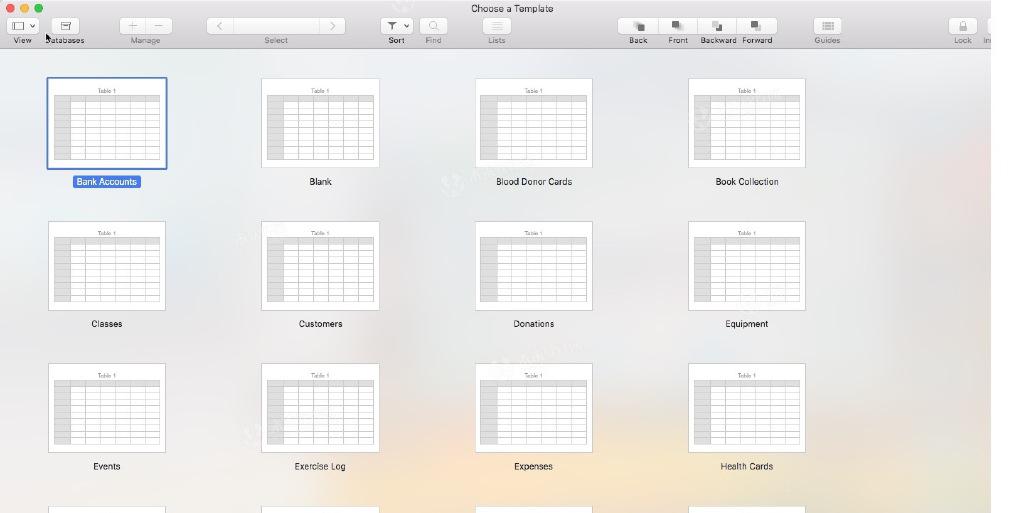 Choose a Template
View Databases Manage Select Sort Find Lists Back Front Backward Forward Guides Lock
Table 1 Table 1 Table 1 Table 1
Bank Accounts Blank Blood Donor Cards Book Collection
Table 1 Table 1 Table 1 Table 1
Classes Customers Donations Equipment
Table 1 Table 1 Table 1 Table 1
Events Exercise Log Expenses Health Cards